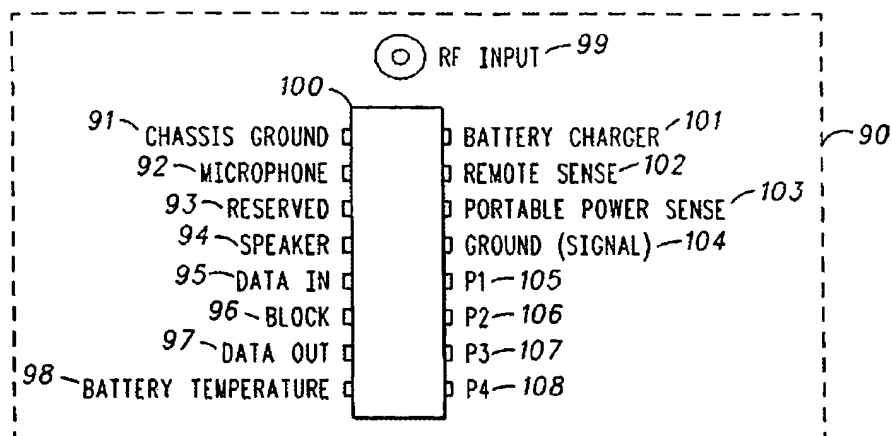 RF INPUT 99
100
91 CHASSIS GROUND BATTERY CHARGER 101
90
92 MICROPHONE REMOTE SENSE 102
93 RESERVED PORTABLE POWER SENSE 103
94 SPEAKER GROUND (SIGNAL) 104
95 DATA IN P1 105
96 BLOCK P2 106
97 DATA OUT P3 107
98 BATTERY TEMPERATURE P4 108